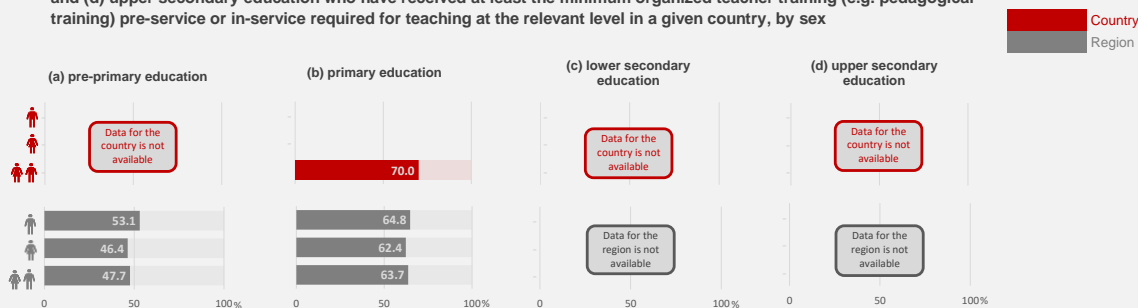 and (d) upper secondary education who have received at least the minimum organized teacher training (e.g. pedagogical
training) pre-service or in-service required for teaching at the relevant level in a given country, by sex
Country
Region
(a) pre-primary education
(b) primary education
(c) lower secondary
education
(d) upper secondary
education
Data for the
country is not
available
70.0
Data for the
country is not
available
Data for the
country is not
available
53.1
46.4
47.7
0 50 100%
64.8
62.4
63.7
0 50 100%
Data for the
region is not
available
0 50 100%
Data for the
region is not
available
0 50 100%